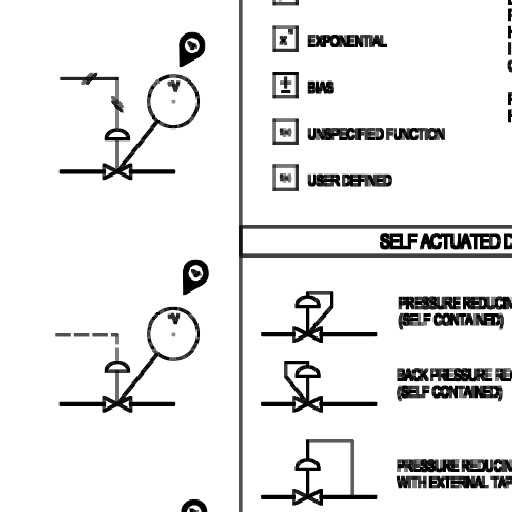 *V
*V
x
EXPONENTIAL
±
BIAS
f(x)
UNSPECIFIED FUNCTION
f(x)
USER DEFINED
SELF ACTUATED D
PRESSURE REDUCIN
(SELF CONTAINED)
BACK PRESSURE RE
(SELF CONTAINED)
PRESSURE REDUCIN
WITH EXTERNAL TAP